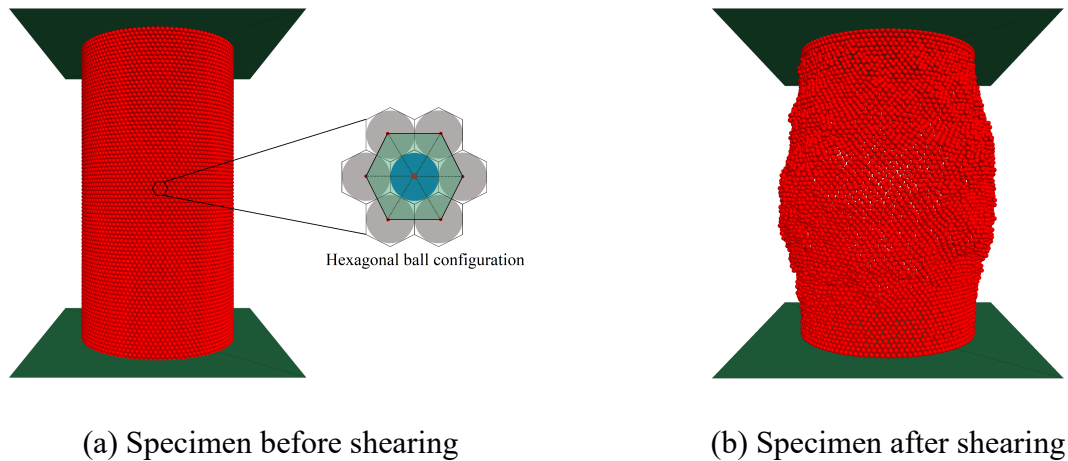 Hexagonal ball configuration
(a) Specimen before shearing
(b) Specimen after shearing